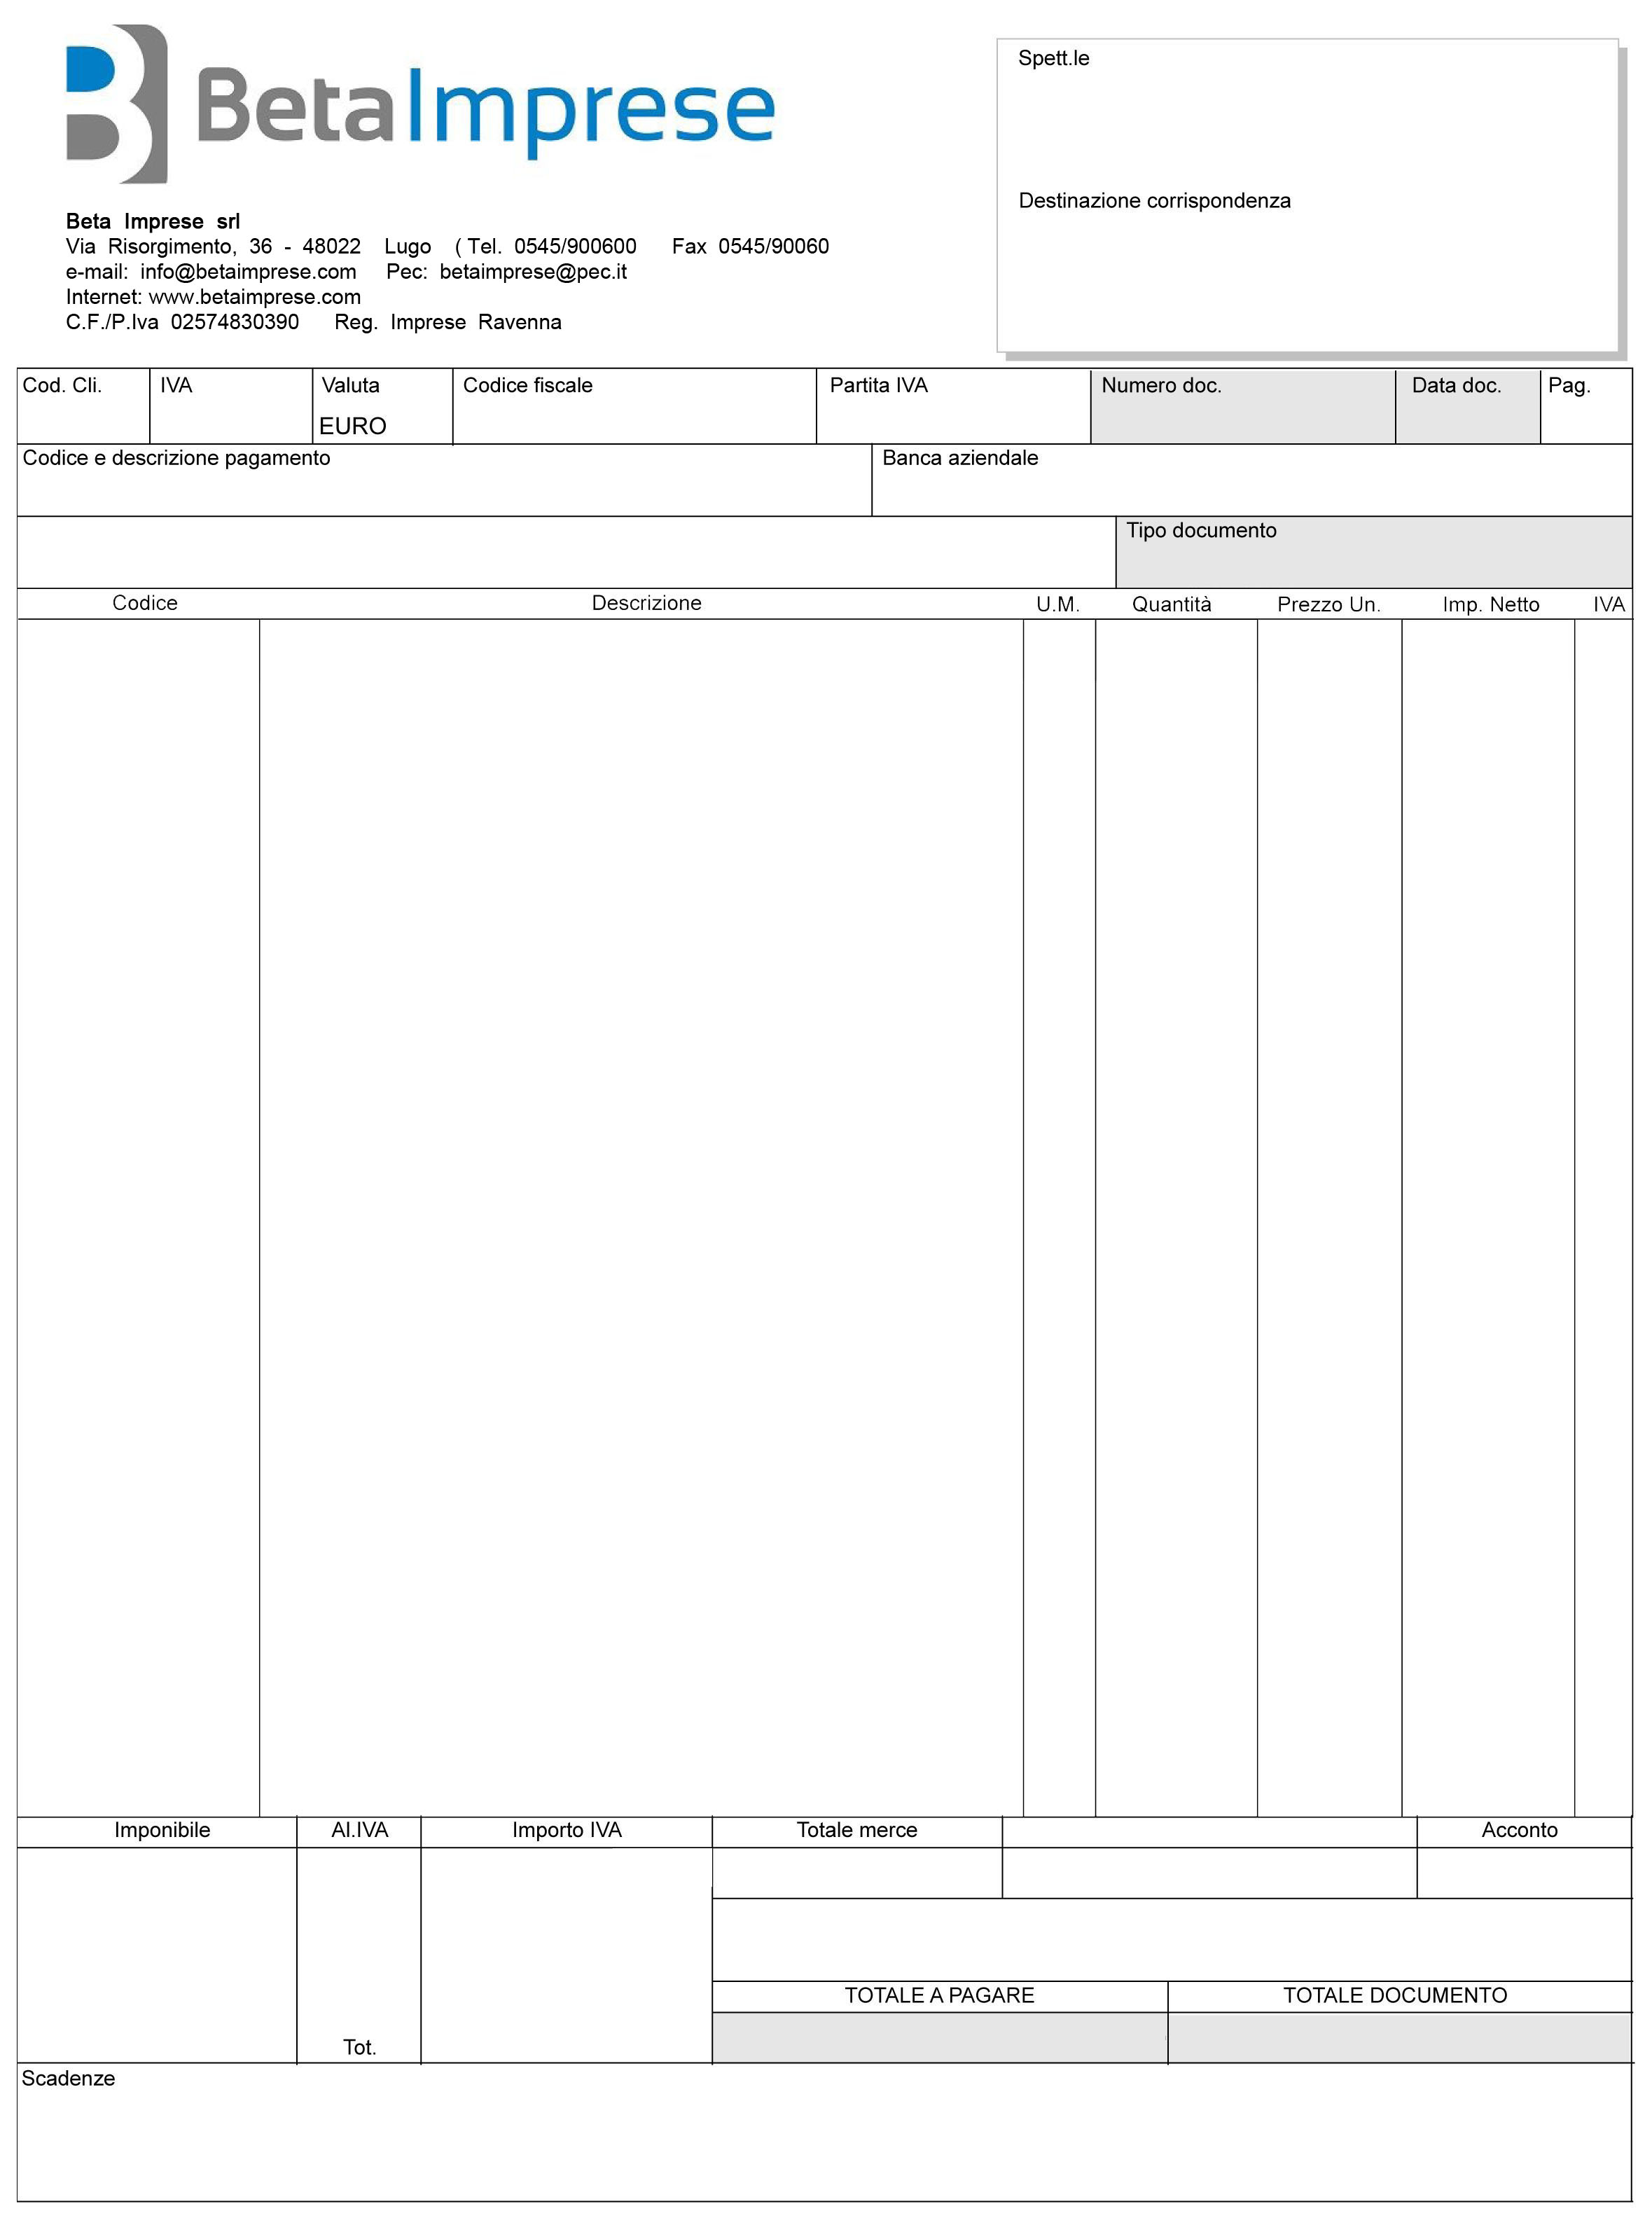 BetaImprese
Spett.le
Destinazione corrispondenza
Beta Imprese srl
Via Risorgimento, 36 - 48022 Lugo ( Tel. 0545/900600 Fax 0545/90060
e-mail: info@betaimprese.com Pec: betaimprese@pec.it
Internet: www.betaimprese.com
C.F./P.Iva 02574830390 Reg. Imprese Ravenna
Cod. Cli. IVA Valuta Codice fiscale Partita IVA Numero doc. Data doc. Pag.
EURO
Codice e descrizione pagamento Banca aziendale
Tipo documento
Codice Descrizione U.M. Quantità Prezzo Un. Imp. Netto IVA
Imponibile Al.IVA Importo IVA Totale merce Acconto
TOTALE A PAGARE TOTALE DOCUMENTO
Tot.
Scadenze